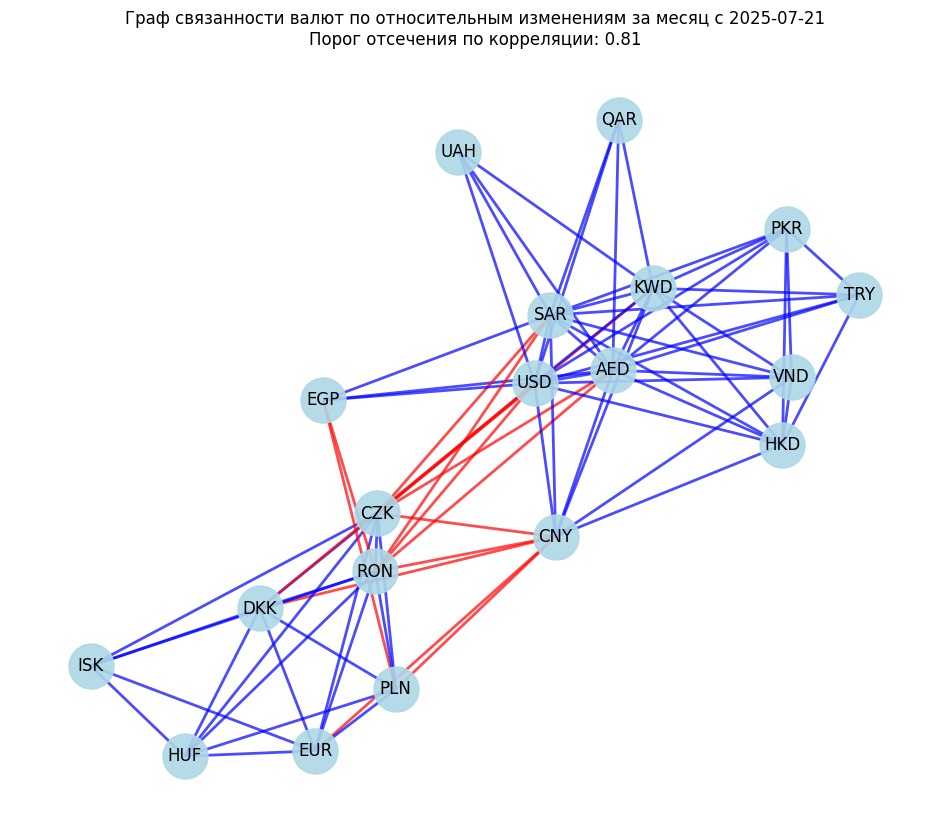 Граф связанности валют по относительным изменениям за месяц с 2025-07-21
Порог отсечения по корреляции: 0.81
QAR
UAH
PKR
KWD
TRY
SAR
AED
VND
USD
EGP
HKD
CZK
CNY
RON
DKK
ISK
PLN
EUR
HUF